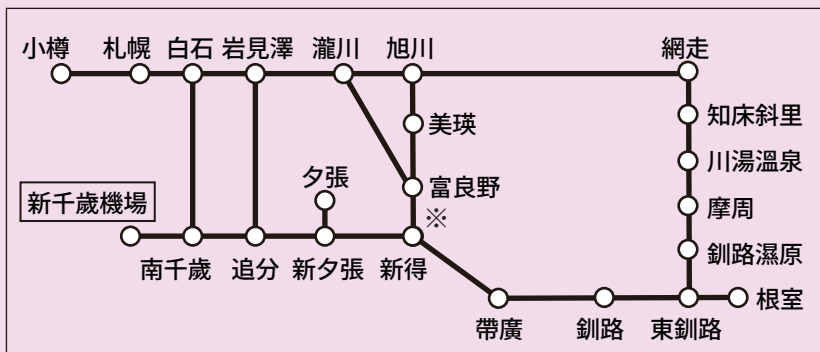 小樽
札幌
白石
岩見澤
瀧川
旭川
網走
美瑛
知床斜里
川湯溫泉
夕張
富良野
新千歲機場
※
摩周
釧路濕原
南千歲
追分
新夕張
新得
根室
帶廣
釧路
東釧路